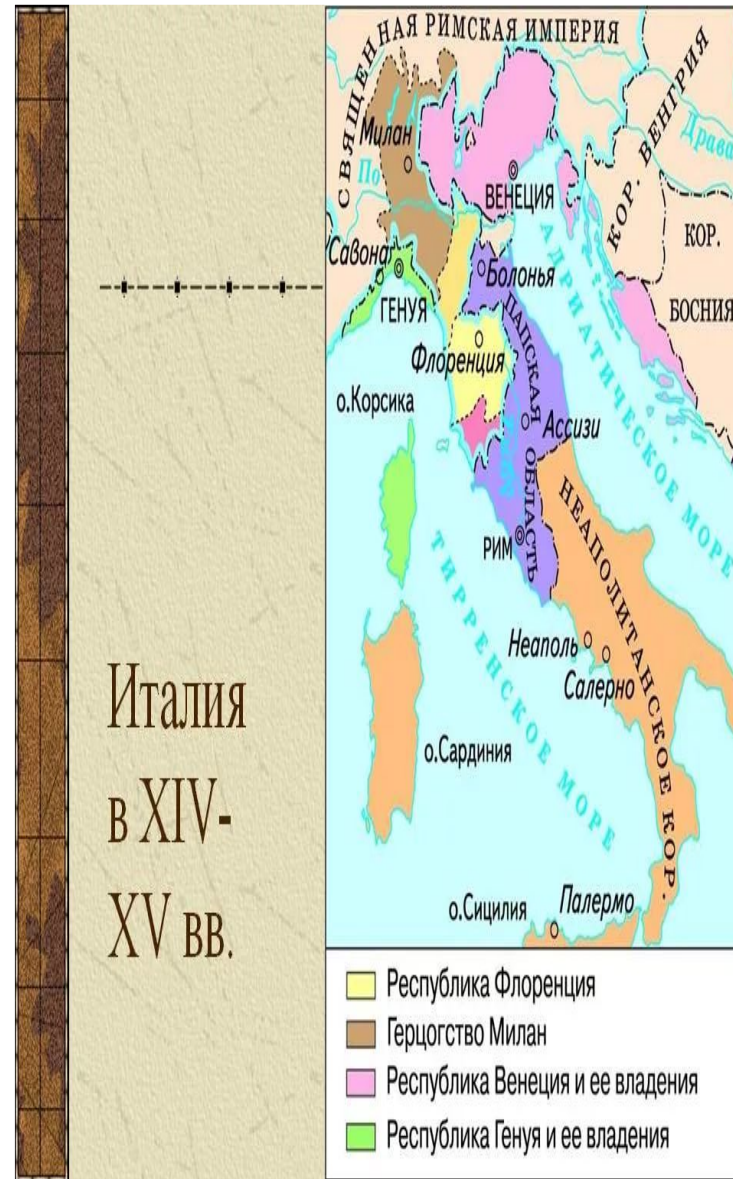 Италия
в XIV-
XV вв.
СВЯЩЕННАЯ РИМСКАЯ ИМПЕРИЯ
КОР. ВЕНГРИЯ
Драва
Милан
По
ВЕНЕЦИЯ
КОР.
БОСНИЯ
Савона
ГЕНУЯ
Болонья
АДРИАТИЧЕСКОЕ МОРЕ
ПАПСКАЯ ОБЛАСТЬ
Флоренция
о.Корсика
Ассизи
РИМ
НЕАПОЛИТАНСКОЕ КОР.
ТИРРЕНСКОЕ МОРЕ
Неаполь
Салерно
о.Сардиния
о.Сицилия
Палермо
Республика Флоренция
Герцогство Милан
Республика Венеция и ее владения
Республика Генуя и ее владения